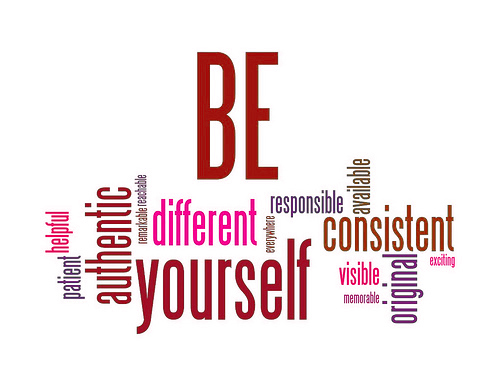 BE
helpful
patient
authentic
remarkable
reachable
different
everywhere
responsible
available
consistent
yourself
visible
memorable
original
exciting